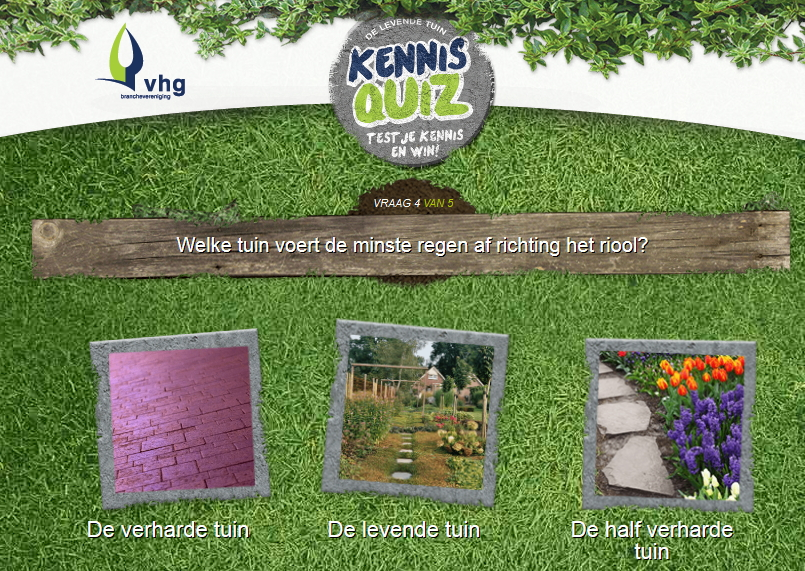 DE LEVENDE TUIN
KENNIS
QUIZ
TEST JE KENNIS
EN WIN!
vhg
branchevereniging
VRAAG 4 VAN 5
Welke tuin voert de minste regen af richting het riool?
De verharde tuin
De levende tuin
De half verharde
tuin